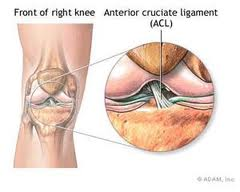 Front of right knee
Anterior cruciate ligament
(ACL)
© ADAM, Inc.